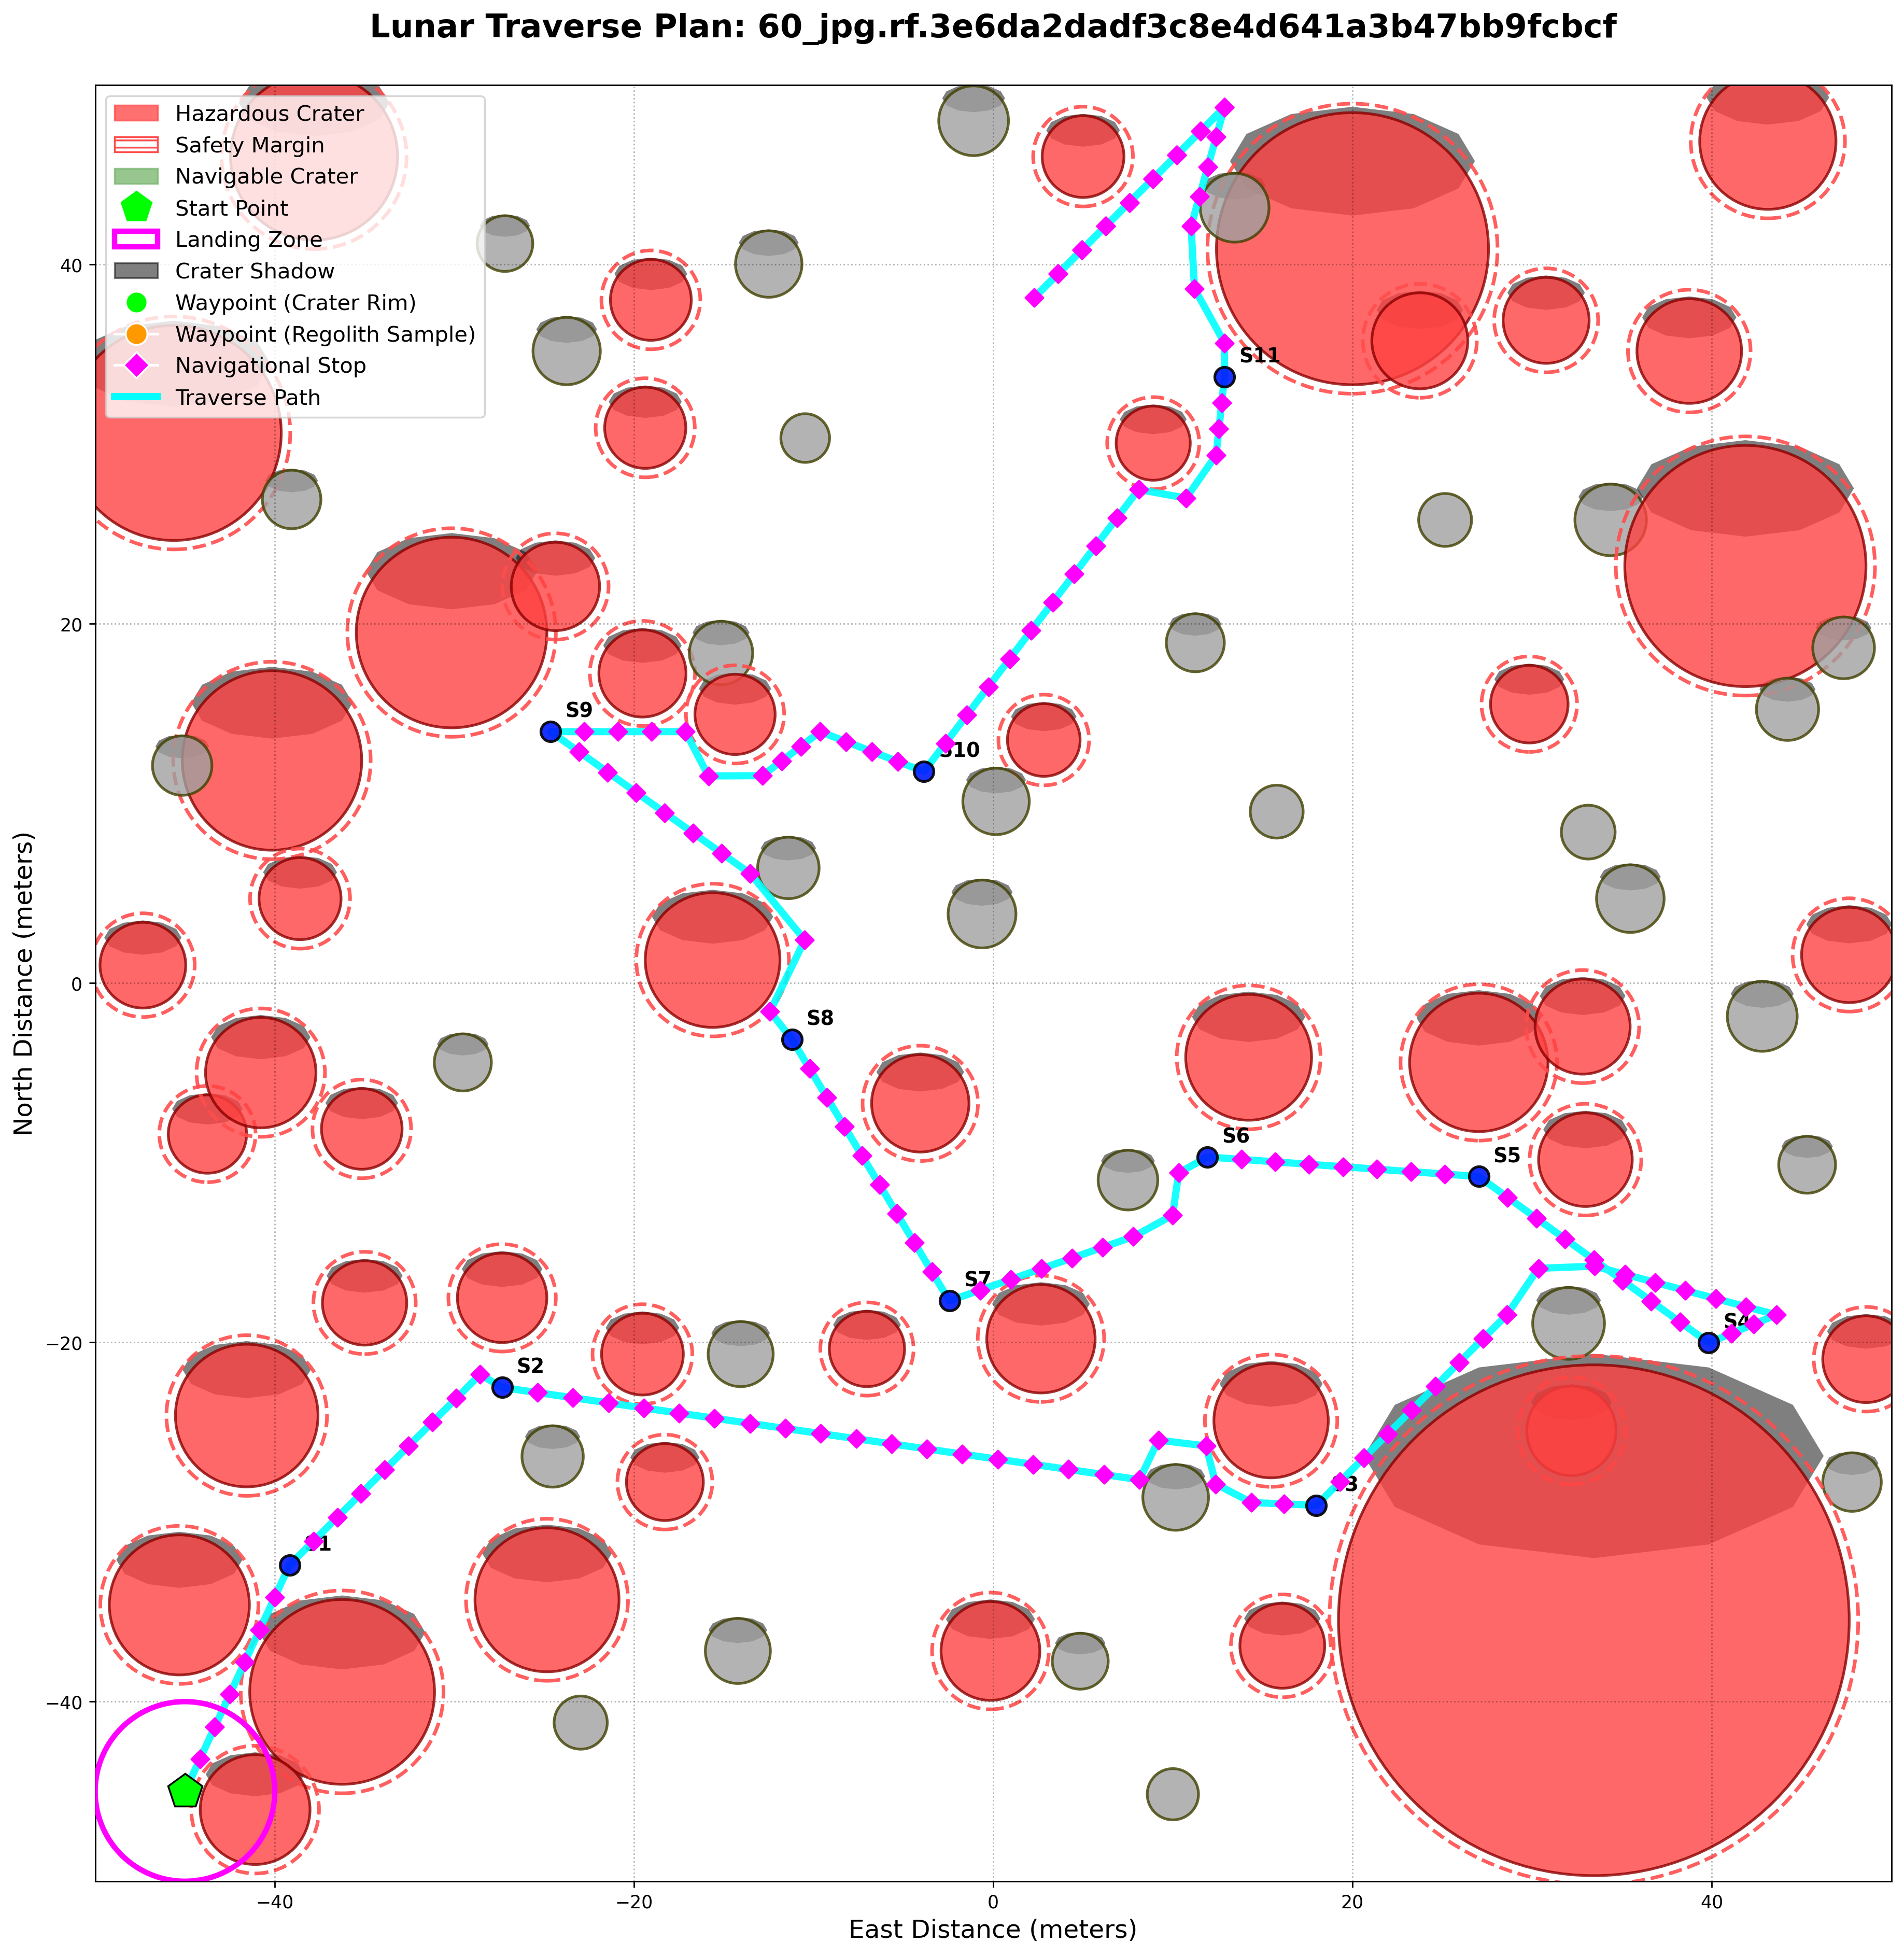 Lunar Traverse Plan: 60_jpg.rf.3e6da2dadf3c8e4d641a3b47bb9fcbcf
Hazardous Crater
Safety Margin
Navigable Crater
Start Point
Landing Zone
Crater Shadow
Waypoint (Crater Rim)
Waypoint (Regolith Sample)
Navigational Stop
Traverse Path
S11
S9
S10
S8
S6
S5
S7
S4
S2
North Distance (meters)
40
20
0
−20
−40
−40
−20
0
20
40
East Distance (meters)